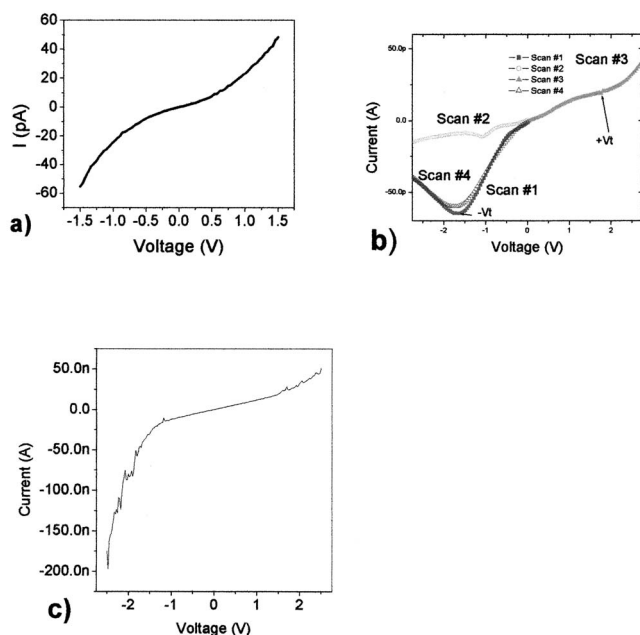 60
40
20
0
-20
-40
-60
I (pA)
-1.5 -1.0 -0.5 0.0 0.5 1.0 1.5
Voltage (V)
a)
50.0p
0.0
-50.0p
Current (A)
Scan #1
Scan #2
Scan #3
Scan #4
Scan #3
Scan #2
+Vt
Scan #4
Scan #1
-Vt
-2 -1 0 1 2
Voltage (V)
b)
50.0n
0.0
-50.0n
-100.0n
-150.0n
-200.0n
Current (A)
-2 -1 0 1 2
Voltage (V)
c)